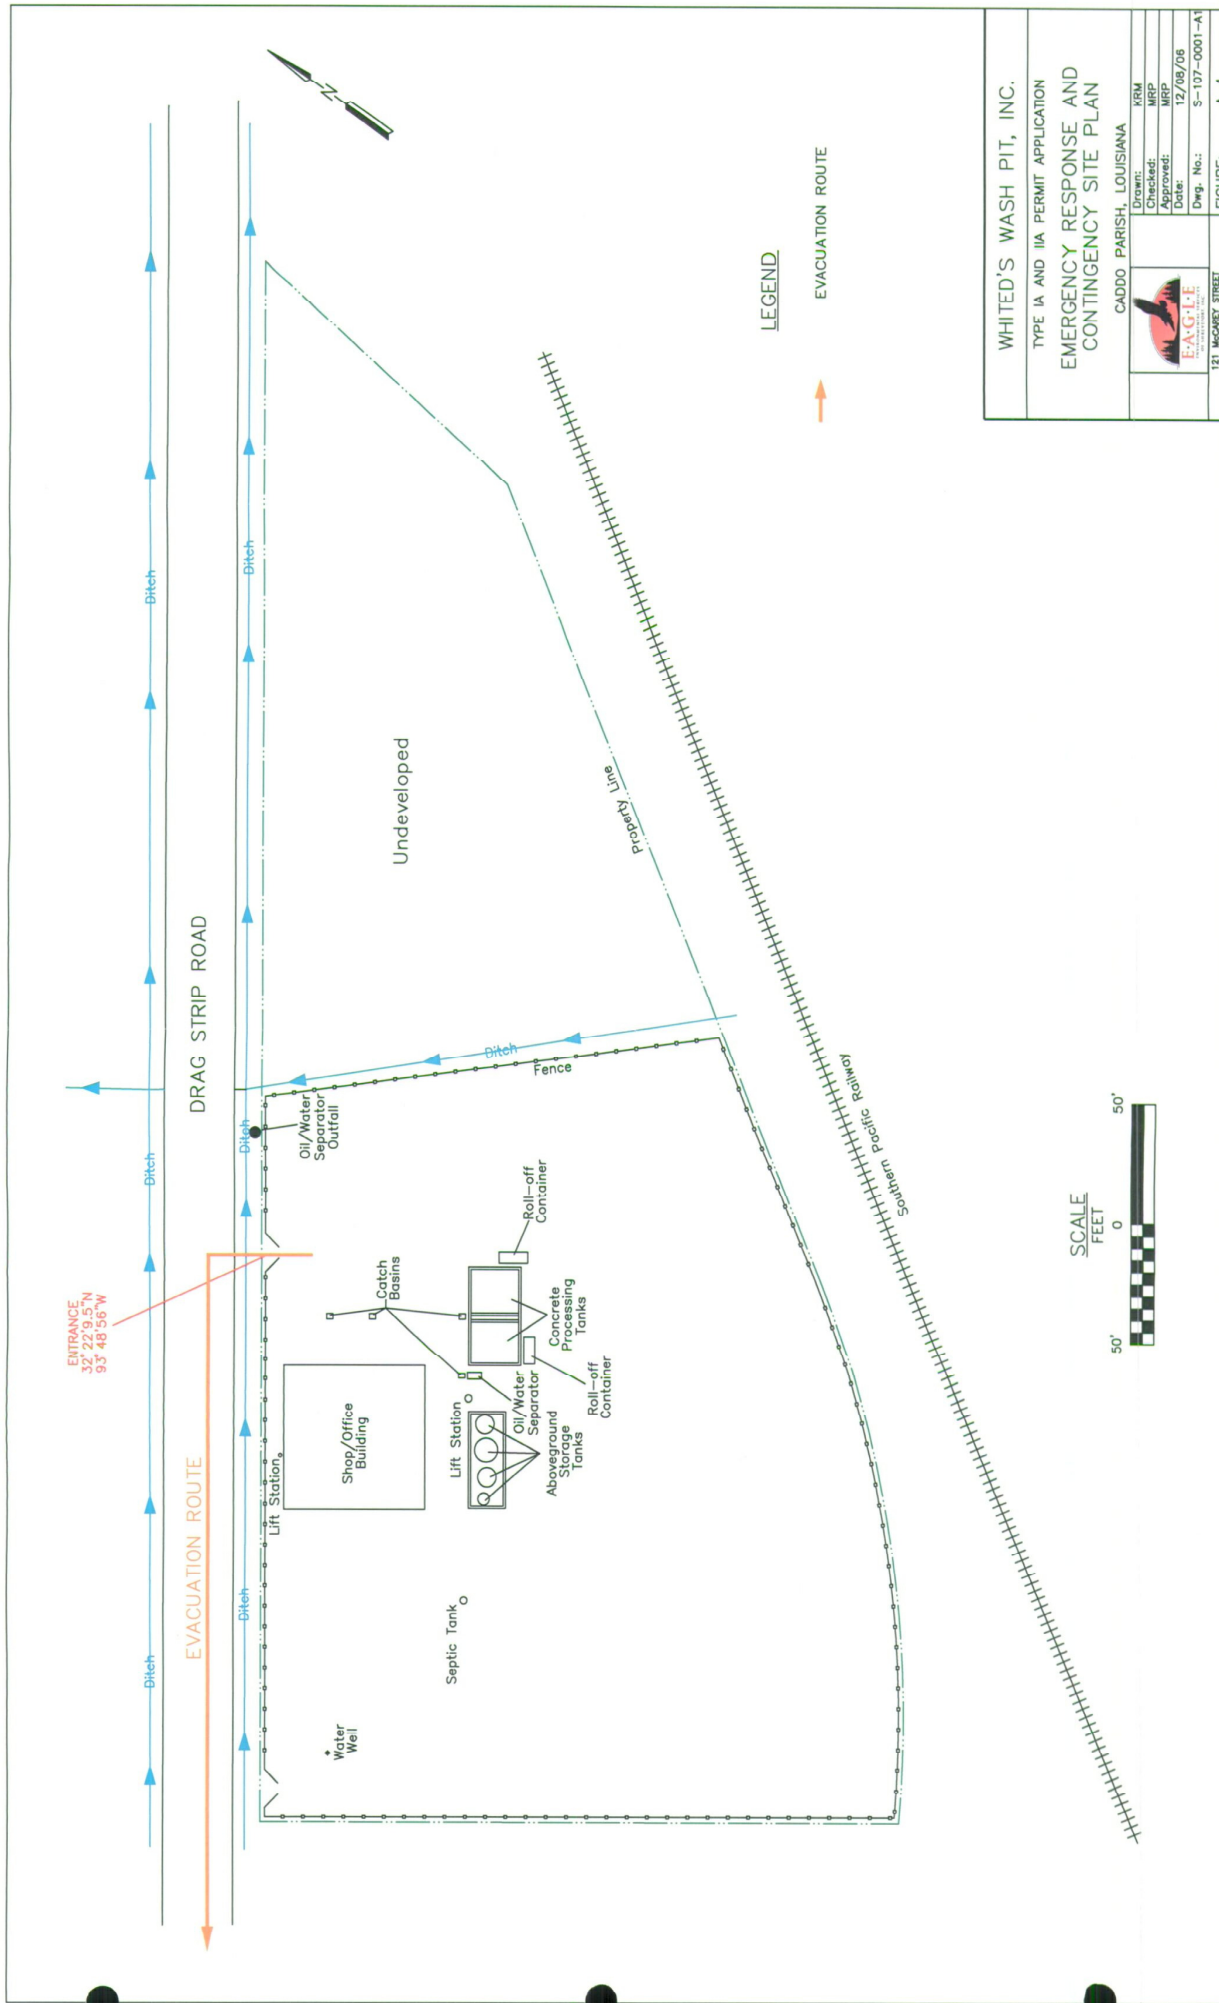 DRAG STRIP ROAD
EVACUATION ROUTE
ENTRANCE
32° 22'9.5"N
93° 48'56"W
Ditch
Ditch
Ditch
Ditch
Ditch
Ditch
Ditch
N
Undeveloped
Property Line
Fence
Oil/Water
Separator
Outfall
Catch
Basins
Roll-off
Container
Concrete
Processing
Tanks
Roll-off
Container
Oil/Water
Separator
Lift Station
Aboveground
Storage
Tanks
Shop/Office
Building
Lift Station
Septic Tank
Water
Well
Southern Pacific Railway
SCALE
FEET
50' 0 50'
LEGEND
EVACUATION ROUTE
WHITED'S WASH PIT, INC.
TYPE IA AND IIA PERMIT APPLICATION
EMERGENCY RESPONSE AND
CONTINGENCY SITE PLAN
CADDO PARISH, LOUISIANA
E·A·G·L·E
121 McCAREY STREET
Drawn: KRM
Checked: MRP
Approved: MRP
Date: 12/08/06
Dwg. No.: S-107-0001-A1